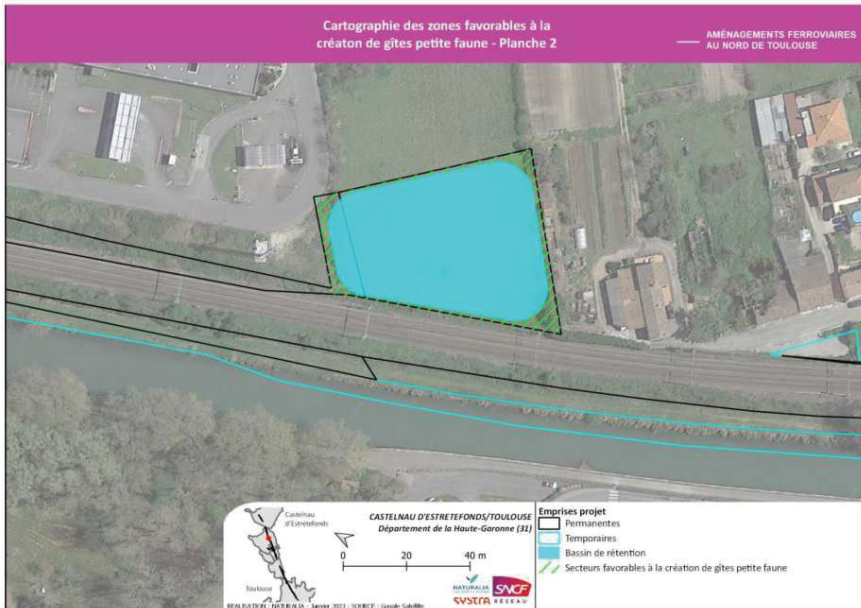 Cartographie des zones favorables à la
créaton de gîtes petite faune - Planche 2
AMÉNAGEMENTS FERROVIAIRES
AU NORD DE TOULOUSE
Castelnau
d'Estrétefonds
Toulouse
CASTELNAU D'ESTRETEFONDS/TOULOUSE
Département de la Haute-Garonne (31)
0 20 40 m
NATURALIA
SNCF
SYSTRA RÉSEAU
Emprises projet
Permanentes
Temporaires
Bassin de rétention
Secteurs favorables à la création de gîtes petite faune
REALISATION : NATURALIA - Janvier 2021 - SOURCE : Google Satellite